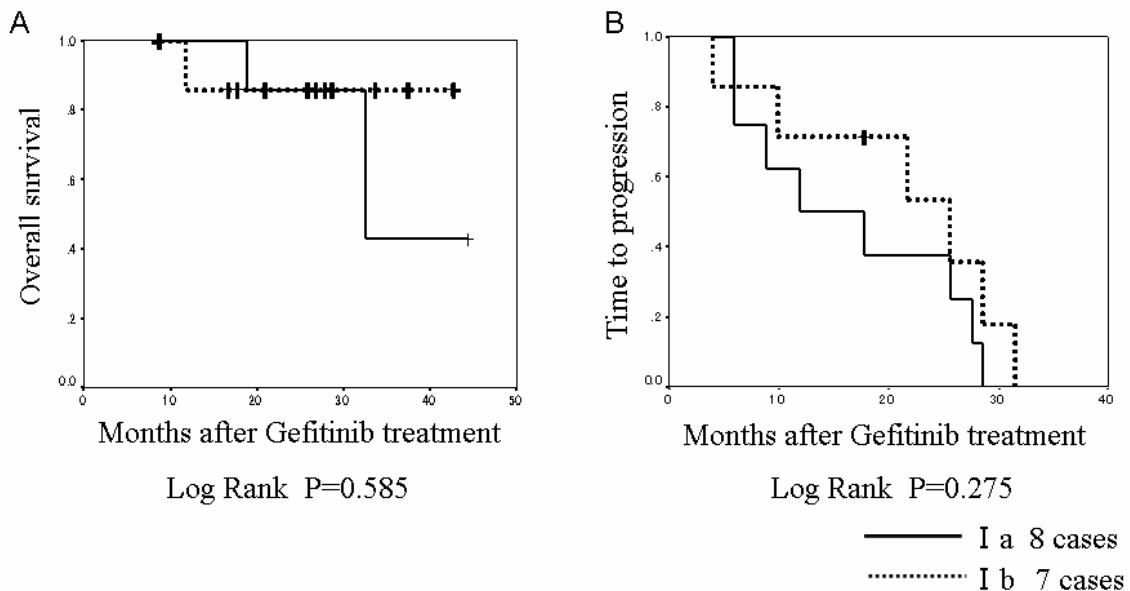 A
1.0
.8
.6
.4
.2
0.0
0
10
20
30
40
50
Overall survival
Months after Gefitinib treatment
Log Rank P=0.585
B
1.0
.8
.6
.4
.2
0.0
0
10
20
30
40
Time to progression
Months after Gefitinib treatment
Log Rank P=0.275
I a 8 cases
I b 7 cases